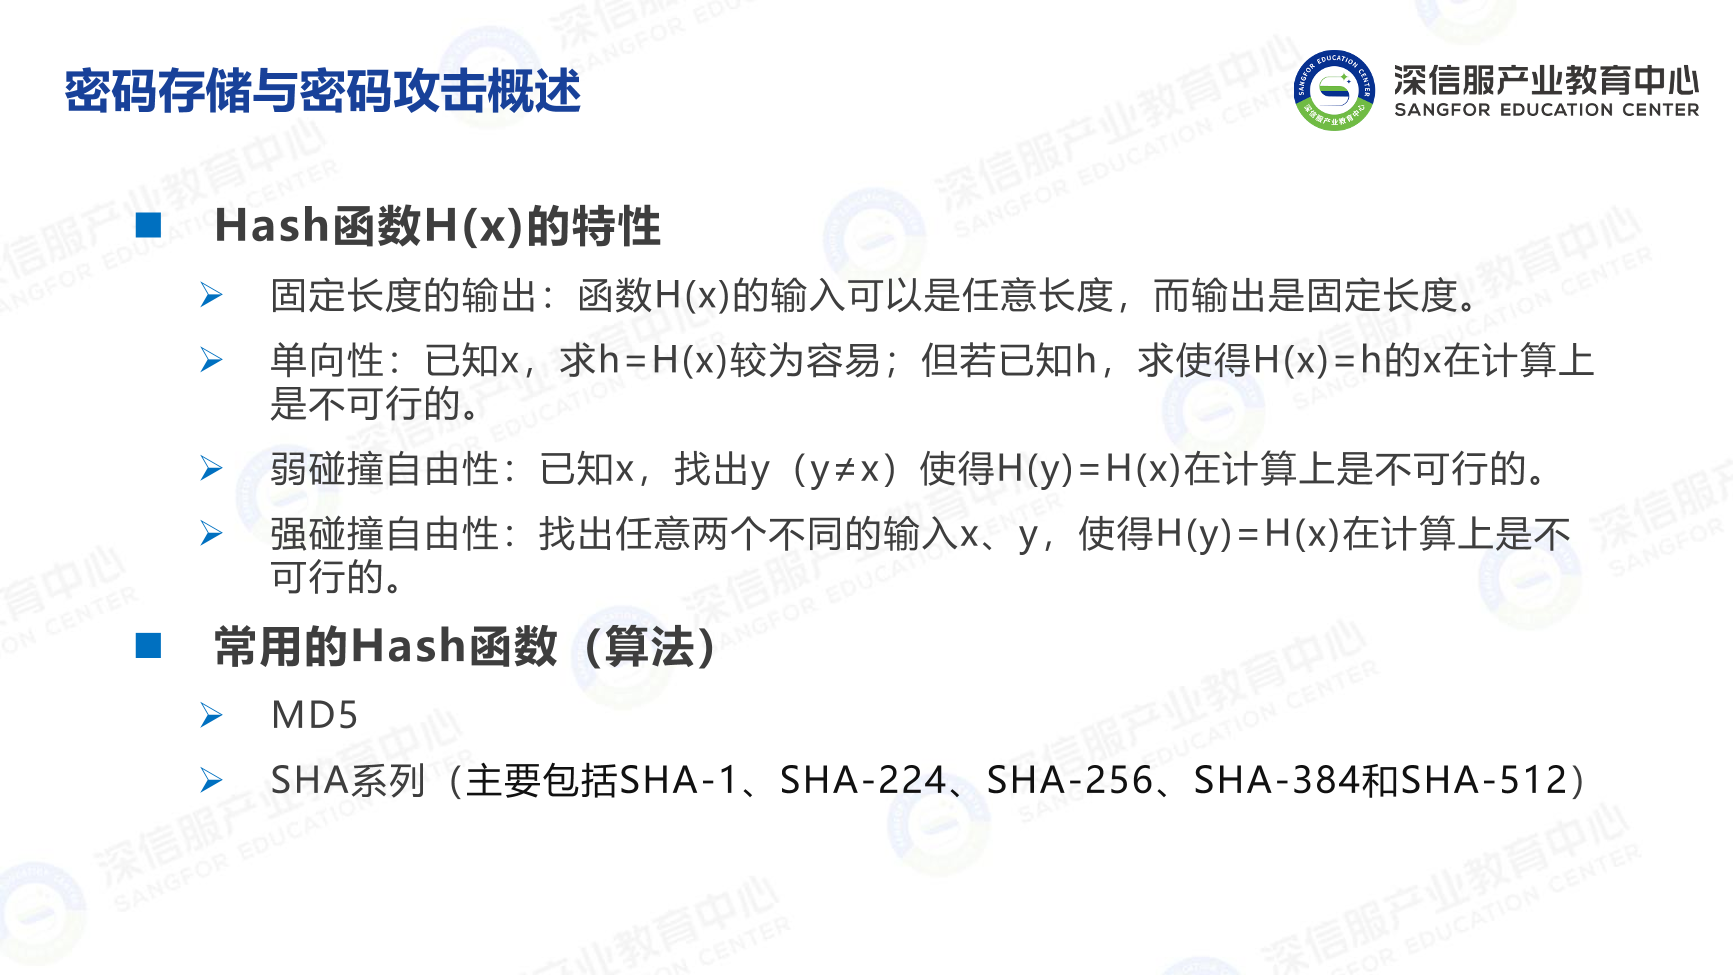 密码存储与密码攻击概述
深信服产业教育中心
SANGFOR EDUCATION CENTER
Hash函数H(x)的特性
固定长度的输出：函数H(x)的输入可以是任意长度，而输出是固定长度。
单向性：已知x，求h=H(x)较为容易；但若已知h，求使得H(x)=h的x在计算上
是不可行的。
弱碰撞自由性：已知x，找出y（y≠x）使得H(y)=H(x)在计算上是不可行的。
强碰撞自由性：找出任意两个不同的输入x、y，使得H(y)=H(x)在计算上是不
可行的。
常用的Hash函数（算法）
MD5
SHA系列（主要包括SHA-1、SHA-224、SHA-256、SHA-384和SHA-512）